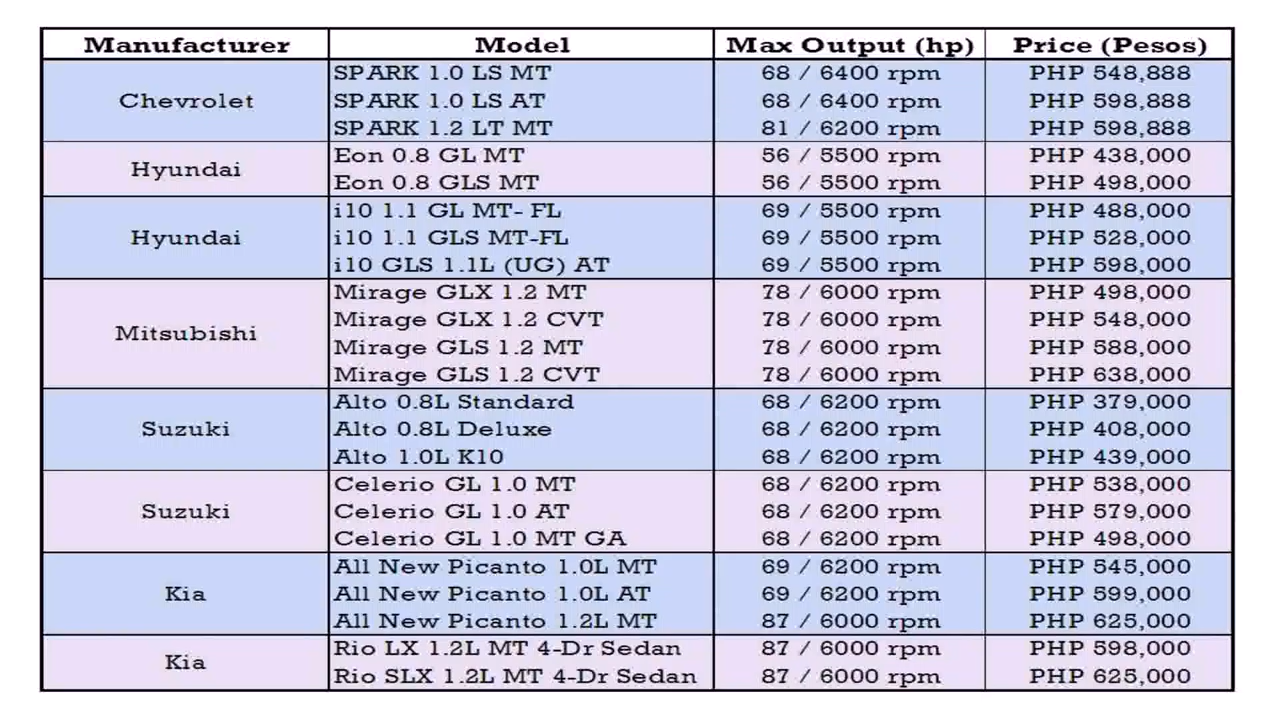 Manufacturer Model Max Output (hp) Price (Pesos)
Chevrolet
SPARK 1.0 LS MT 68 / 6400 rpm PHP 548,888
SPARK 1.0 LS AT 68 / 6400 rpm PHP 598,888
SPARK 1.2 LT MT 81 / 6200 rpm PHP 598,888
Hyundai
Eon 0.8 GL MT 56 / 5500 rpm PHP 438,000
Eon 0.8 GLS MT 56 / 5500 rpm PHP 498,000
Hyundai
i10 1.1 GL MT- FL 69 / 5500 rpm PHP 488,000
i10 1.1 GLS MT-FL 69 / 5500 rpm PHP 528,000
i10 GLS 1.1L (UG) AT 69 / 5500 rpm PHP 598,000
Mitsubishi
Mirage GLX 1.2 MT 78 / 6000 rpm PHP 498,000
Mirage GLX 1.2 CVT 78 / 6000 rpm PHP 548,000
Mirage GLS 1.2 MT 78 / 6000 rpm PHP 588,000
Mirage GLS 1.2 CVT 78 / 6000 rpm PHP 638,000
Suzuki
Alto 0.8L Standard 68 / 6200 rpm PHP 379,000
Alto 0.8L Deluxe 68 / 6200 rpm PHP 408,000
Alto 1.0L K10 68 / 6200 rpm PHP 439,000
Suzuki
Celerio GL 1.0 MT 68 / 6200 rpm PHP 538,000
Celerio GL 1.0 AT 68 / 6200 rpm PHP 579,000
Celerio GL 1.0 MT GA 68 / 6200 rpm PHP 498,000
Kia
All New Picanto 1.0L MT 69 / 6200 rpm PHP 545,000
All New Picanto 1.0L AT 69 / 6200 rpm PHP 599,000
All New Picanto 1.2L MT 87 / 6000 rpm PHP 625,000
Kia
Rio LX 1.2L MT 4-Dr Sedan 87 / 6000 rpm PHP 598,000
Rio SLX 1.2L MT 4-Dr Sedan 87 / 6000 rpm PHP 625,000